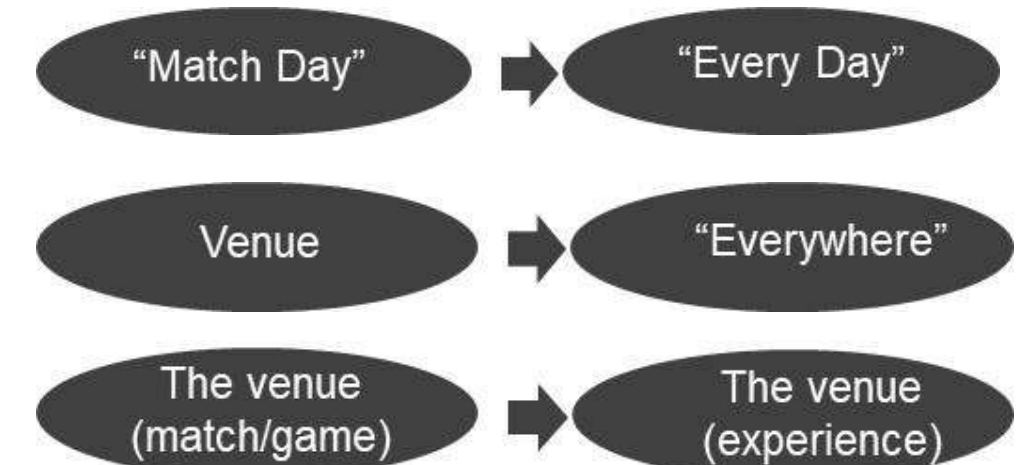 “Match Day”
“Every Day”
Venue
“Everywhere”
The venue
(match/game)
The venue
(experience)